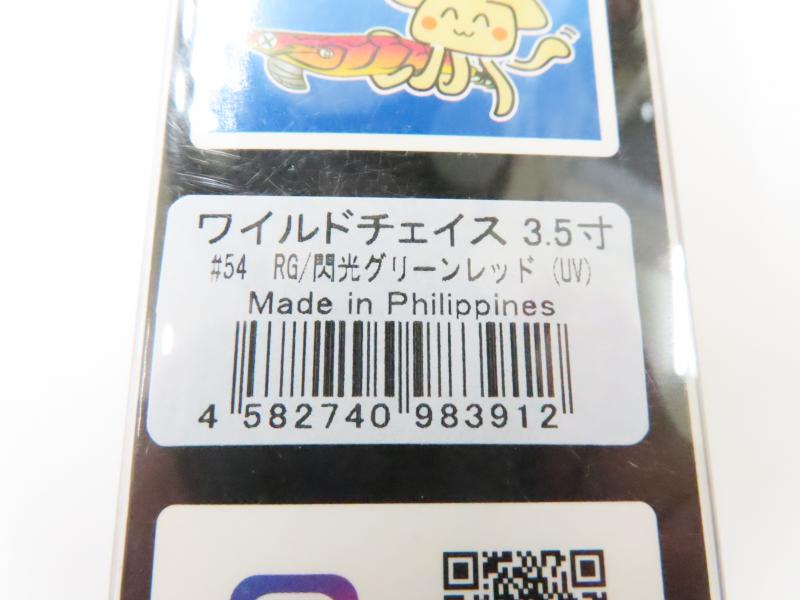 ワイルドチェイス 3.5寸
#54 RG/閃光グリーンレッド (UV)
Made in Philippines
4 582740 983912